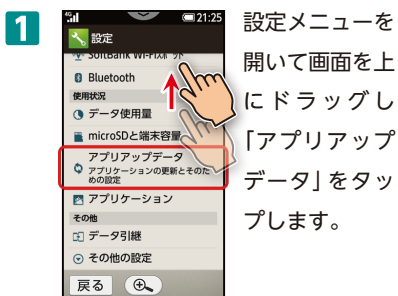 1
4G 21:25
設定
SoftBank Wi-Fiスポット
Bluetooth
使用状況
データ使用量
microSDと端末容量
アプリアップデータ
アプリケーションの更新とそのた
めの設定
アプリケーション
その他
データ引継
その他の設定
戻る
設定メニューを
開いて画面を上
にドラッグし
「アプリアップ
データ」をタッ
プします。